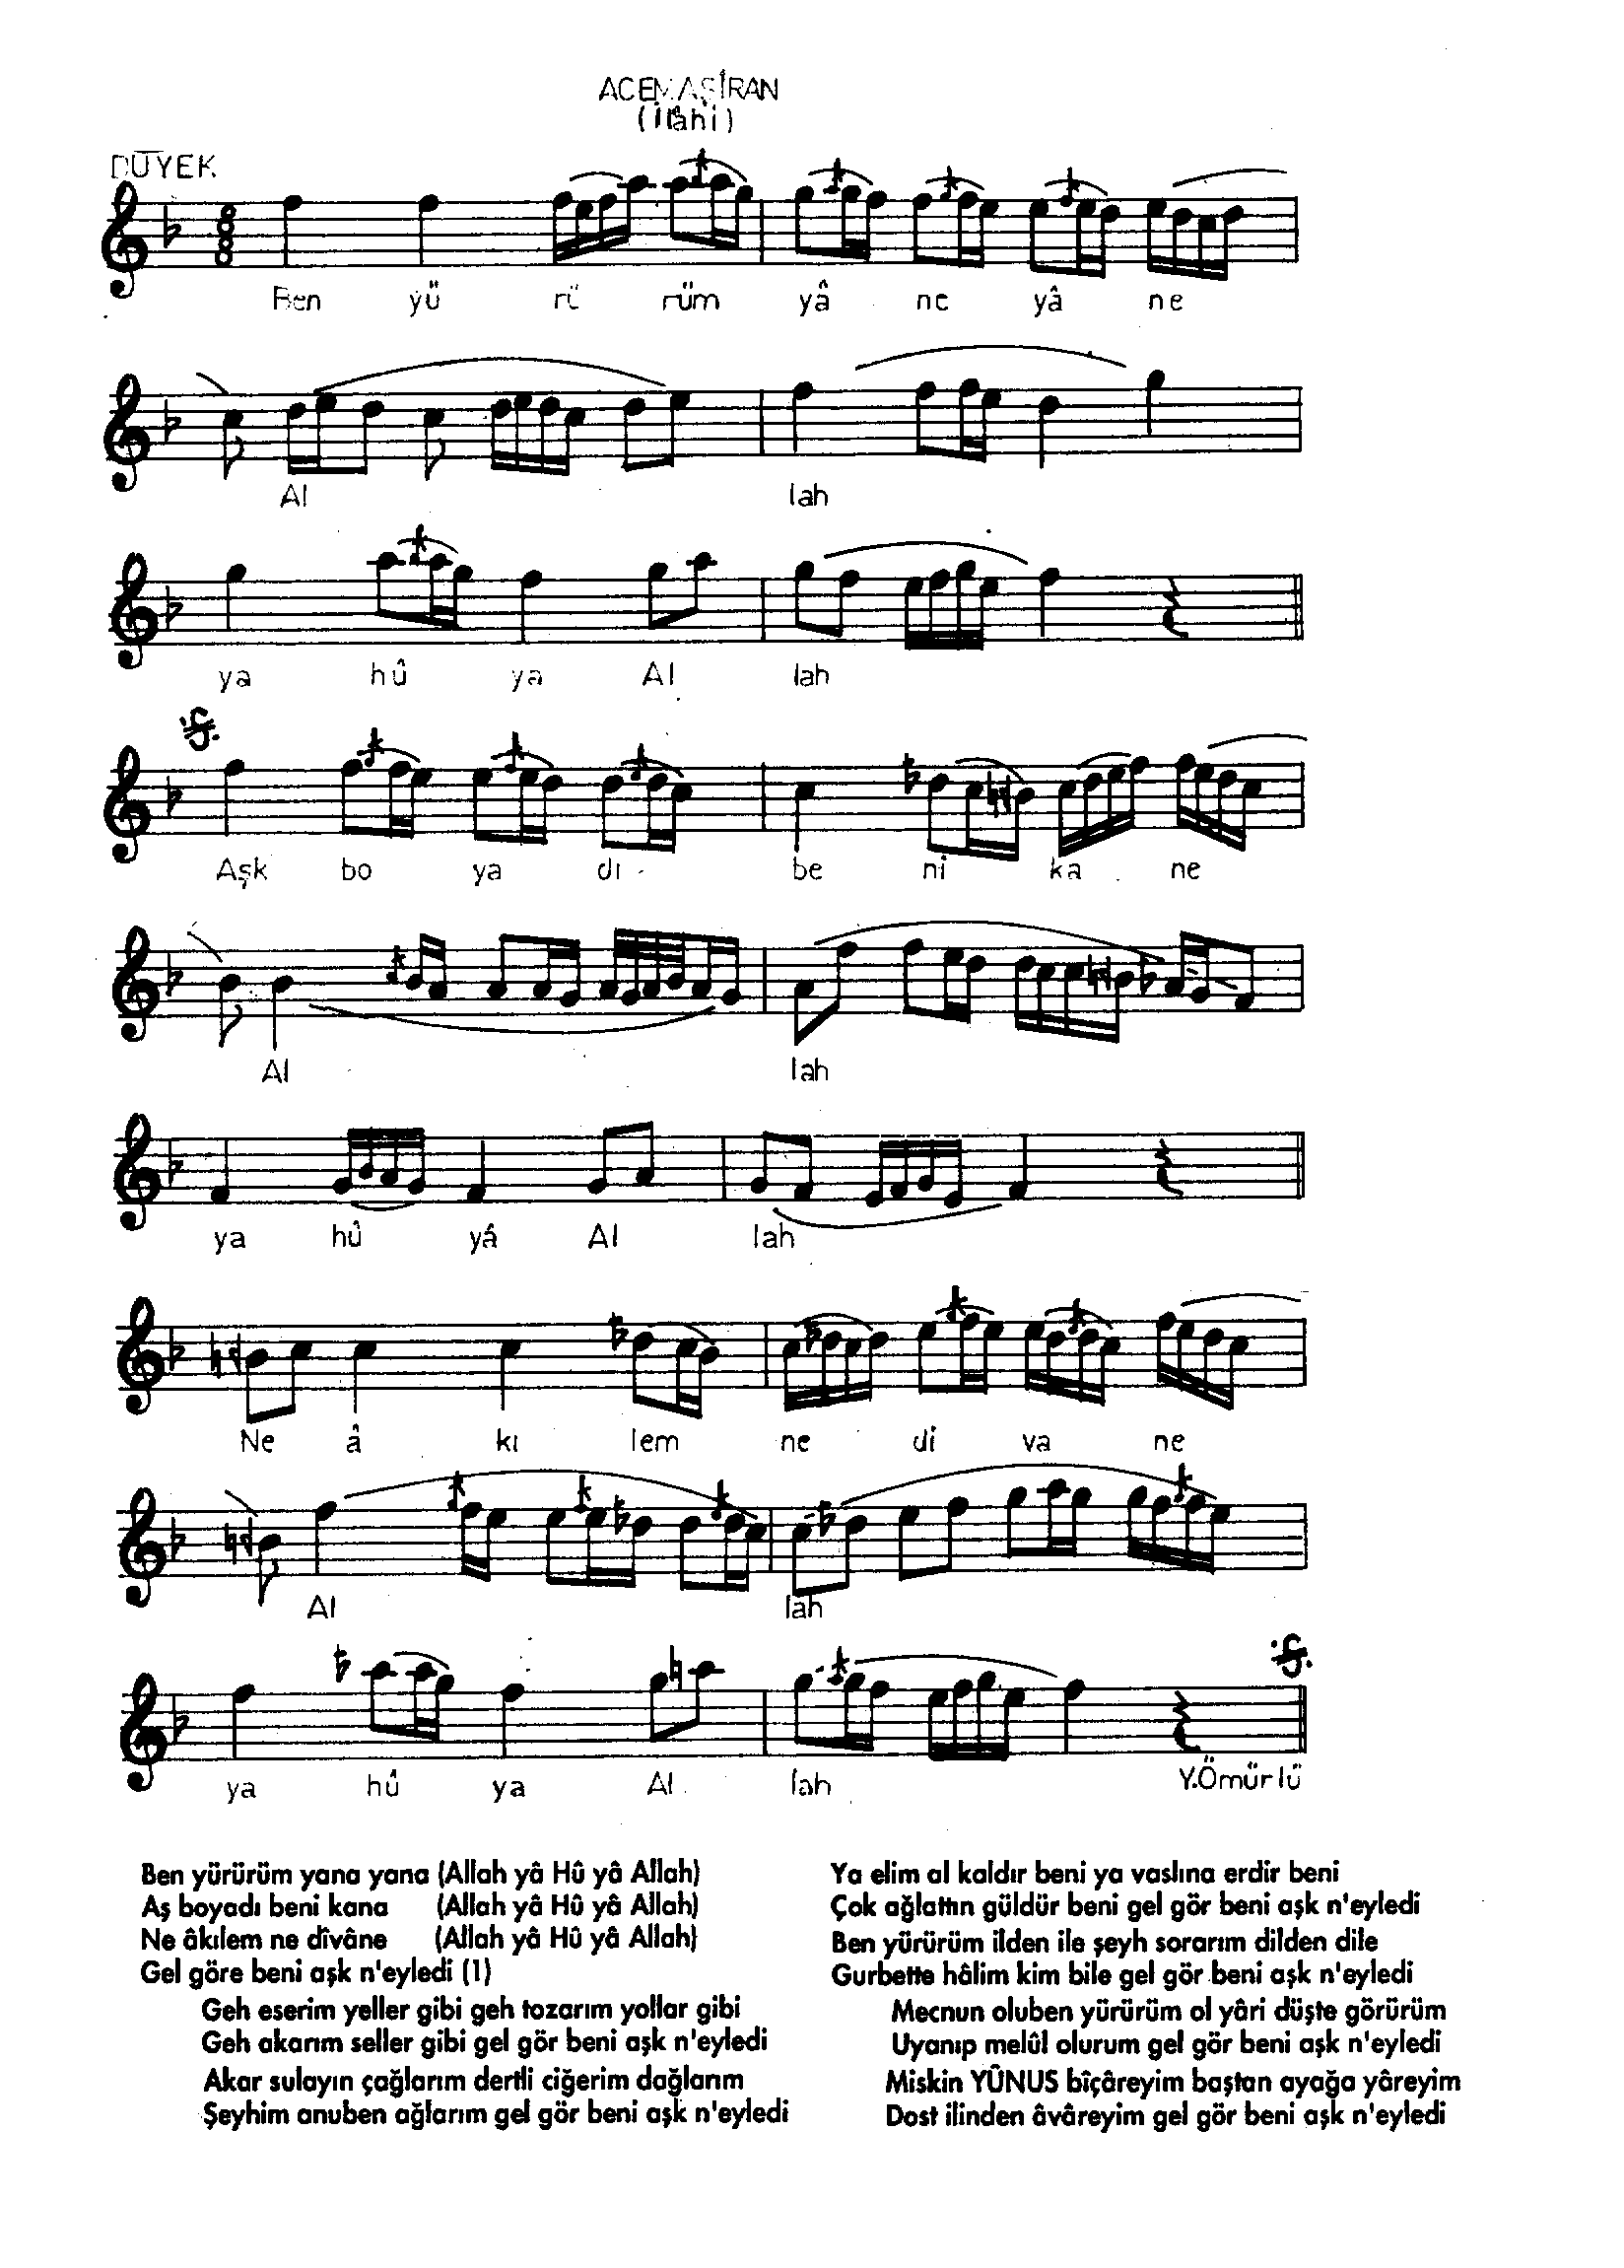 ACEMAŞİRAN
(İlâhi)
DÜYEK
8
8
Ben yü rü rüm yâ ne yâ ne
Al lah
ya hû ya Al lah
Aşk bo ya dı be ni ka ne
Al lah
ya hû yâ Al lah
Ne â kı lem ne di va ne
Al lah
ya hû ya Al lah
Y.Ömürlü
Ben yürürüm yana yana (Allah yâ Hû yâ Allah)
Aş boyadı beni kana (Allah yâ Hû yâ Allah)
Ne âkılem ne dîvâne (Allah yâ Hû yâ Allah)
Gel göre beni aşk n'eyledi (1)
Geh eserim yeller gibi geh tozarım yollar gibi
Geh akarım seller gibi gel gör beni aşk n'eyledi
Akar sulayın çağlarım dertli ciğerim dağlarım
Şeyhim anuben ağlarım gel gör beni aşk n'eyledi
Ya elim al kaldır beni ya vaslına erdir beni
Çok ağlattın güldür beni gel gör beni aşk n'eyledi
Ben yürürüm ilden ile şeyh sorarım dilden dile
Gurbette hâlim kim bile gel gör beni aşk n'eyledi
Mecnun oluben yürürüm ol yâri düşte görürüm
Uyanıp melûl olurum gel gör beni aşk n'eyledi
Miskin YÛNUS bîçâreyim baştan ayağa yâreyim
Dost ilinden âvâreyim gel gör beni aşk n'eyledi